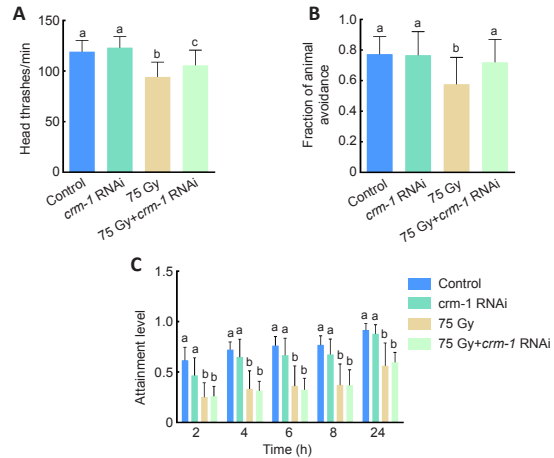 A
Head thrashes/min
150
100
50
0
a
a
b
c
Control
crm-1 RNAi
75 Gy
75 Gy+crm-1 RNAi
B
Fraction of animal
avoidance
1.0
0.8
0.6
0.4
0.2
0
a
a
b
a
Control
crm-1 RNAi
75 Gy
75 Gy+crm-1 RNAi
C
Attainment level
1.5
1.0
0.5
0
a a b b
a a b b
a a b b
a a b b
a a b b
2 4 6 8 24
Time (h)
Control
crm-1 RNAi
75 Gy
75 Gy+crm-1 RNAi